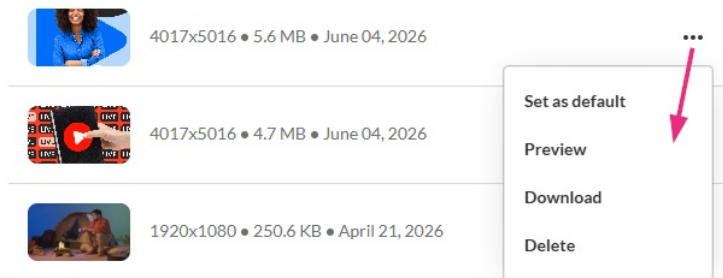 4017x5016 ● 5.6 MB ● June 04, 2026
Set as default
4017x5016 ● 4.7 MB ● June 04, 2026
Preview
Download
1920x1080 ● 250.6 KB ● April 21, 2026
Delete
LIVE